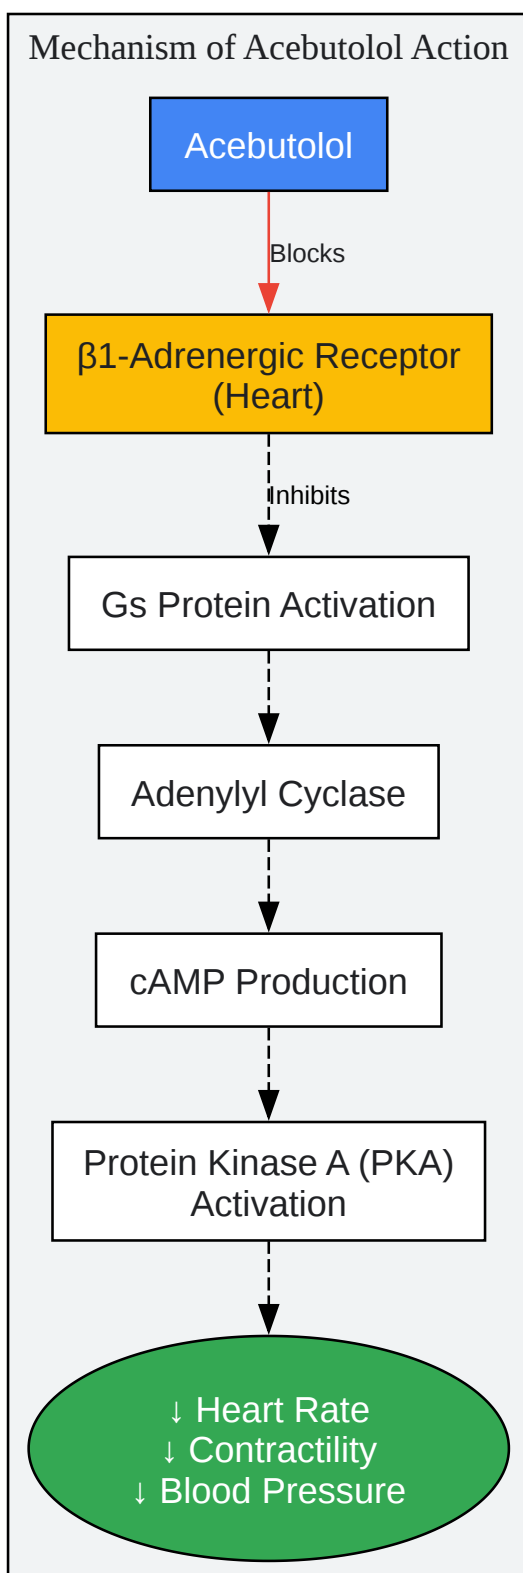 Mechanism of Acebutolol Action
Acebutolol
Blocks
β1-Adrenergic Receptor
(Heart)
Inhibits
Gs Protein Activation
Adenylyl Cyclase
cAMP Production
Protein Kinase A (PKA)
Activation
↓ Heart Rate
↓ Contractility
↓ Blood Pressure